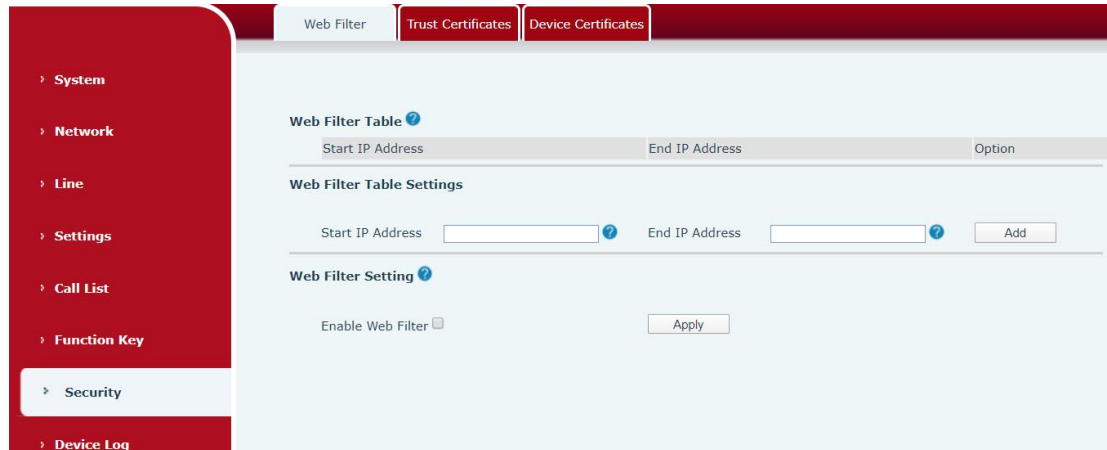 Web Filter Trust Certificates Device Certificates
System
Network
Line
Settings
Call List
Function Key
Security
Device Log
Web Filter Table ?
Start IP Address End IP Address Option
Web Filter Table Settings
Start IP Address ? End IP Address ? Add
Web Filter Setting ?
Enable Web Filter Apply